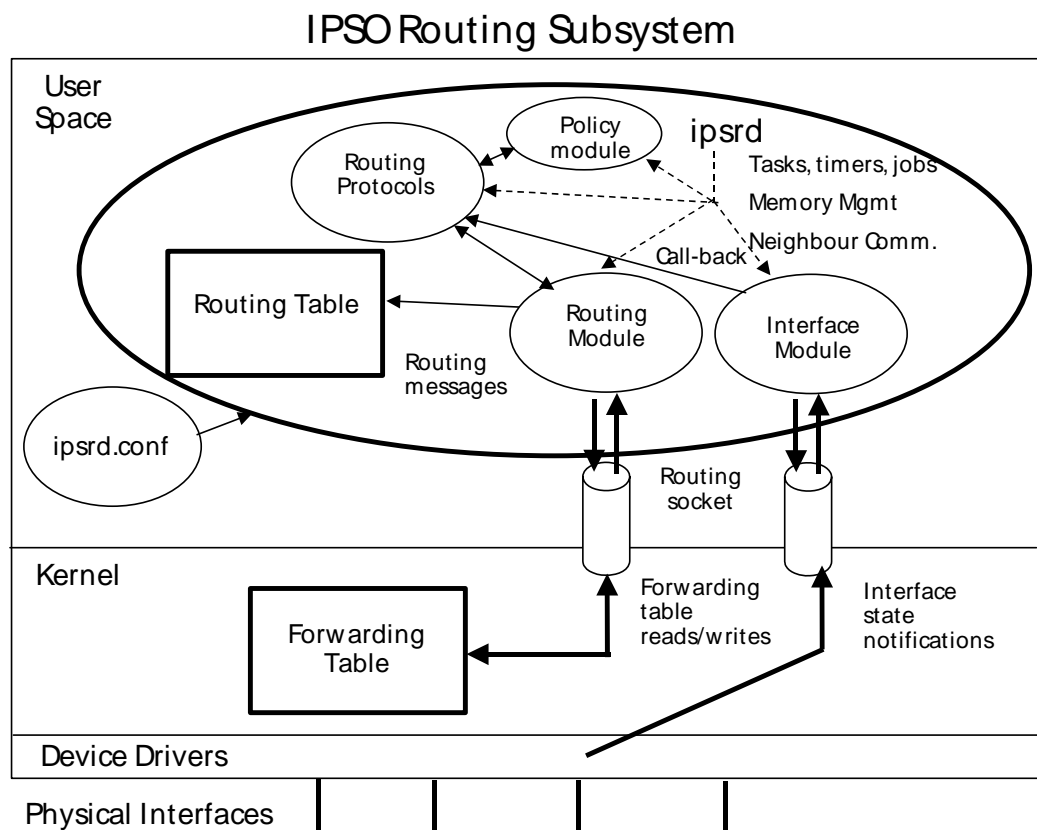 IPSO Routing Subsystem
User
Space
Policy
module
ipsrd
Routing
Protocols
Tasks, timers, jobs
Memory Mgmt
Neighbour Comm.
Call-back
Routing Table
Routing
Module
Interface
Module
Routing
messages
ipsrd.conf
Routing
socket
Kernel
Forwarding
table
reads/writes
Interface
state
notifications
Forwarding
Table
Device Drivers
Physical Interfaces